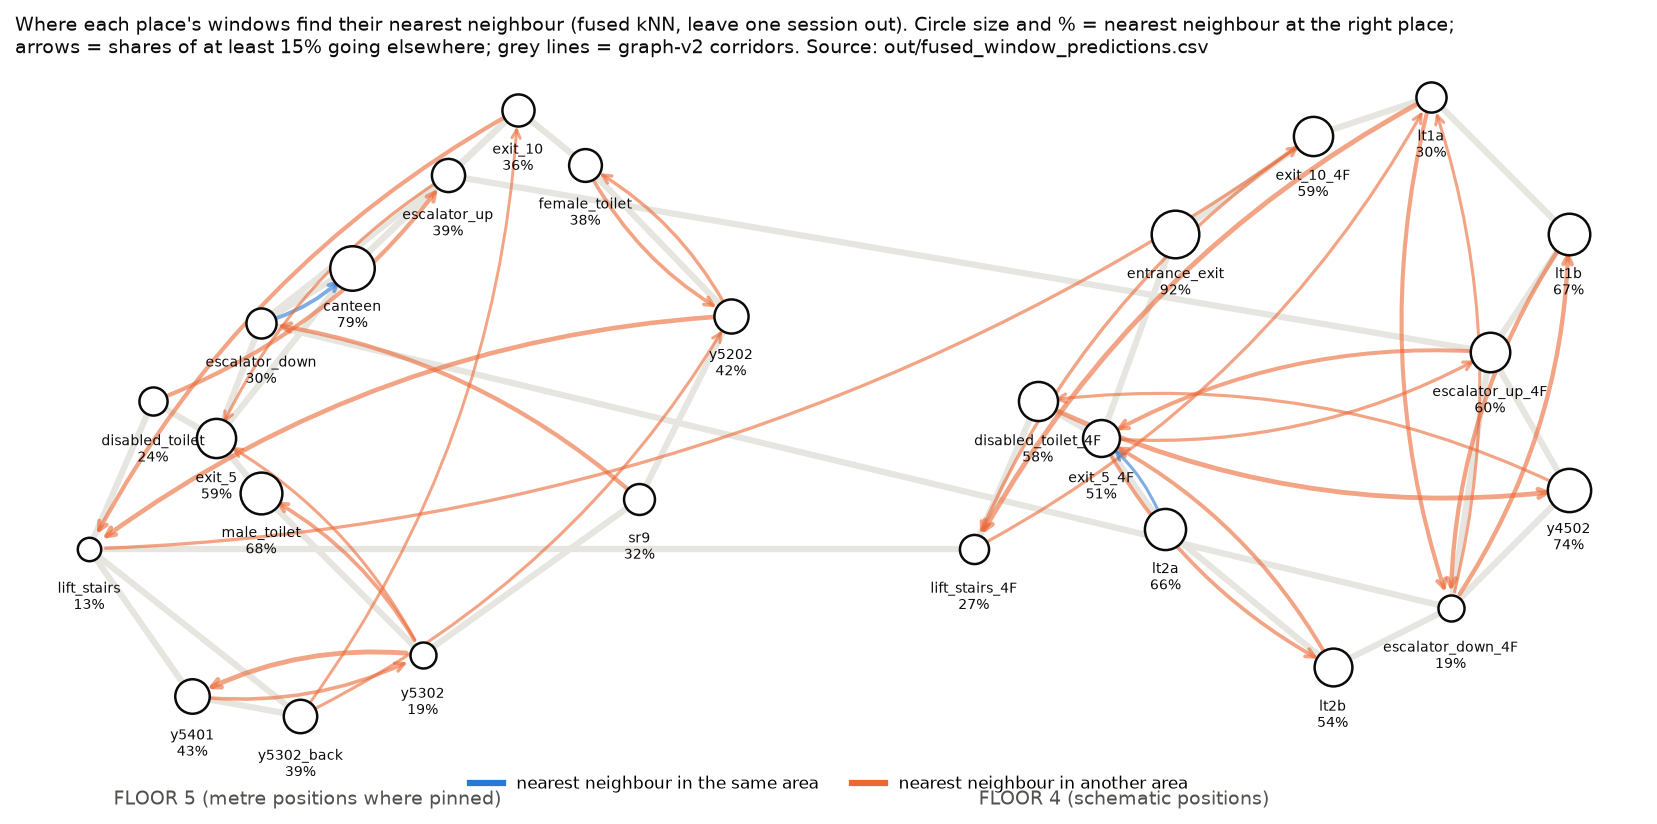 Where each place's windows find their nearest neighbour (fused kNN, leave one session out). Circle size and % = nearest neighbour at the right place;
arrows = shares of at least 15% going elsewhere; grey lines = graph-v2 corridors. Source: out/fused_window_predictions.csv
exit_10
36%
escalator_up
39%
female_toilet
38%
canteen
79%
escalator_down
30%
y5202
42%
disabled_toilet
24%
exit_5
59%
male_toilet
68%
sr9
32%
lift_stairs
13%
y5302
19%
y5401
43%
y5302_back
39%
lt1a
30%
exit_10_4F
59%
entrance_exit
92%
lt1b
67%
escalator_up_4F
60%
disabled_toilet_4F
58%
exit_5_4F
51%
y4502
74%
lt2a
66%
lift_stairs_4F
27%
escalator_down_4F
19%
lt2b
54%
nearest neighbour in the same area
nearest neighbour in another area
FLOOR 5 (metre positions where pinned)
FLOOR 4 (schematic positions)